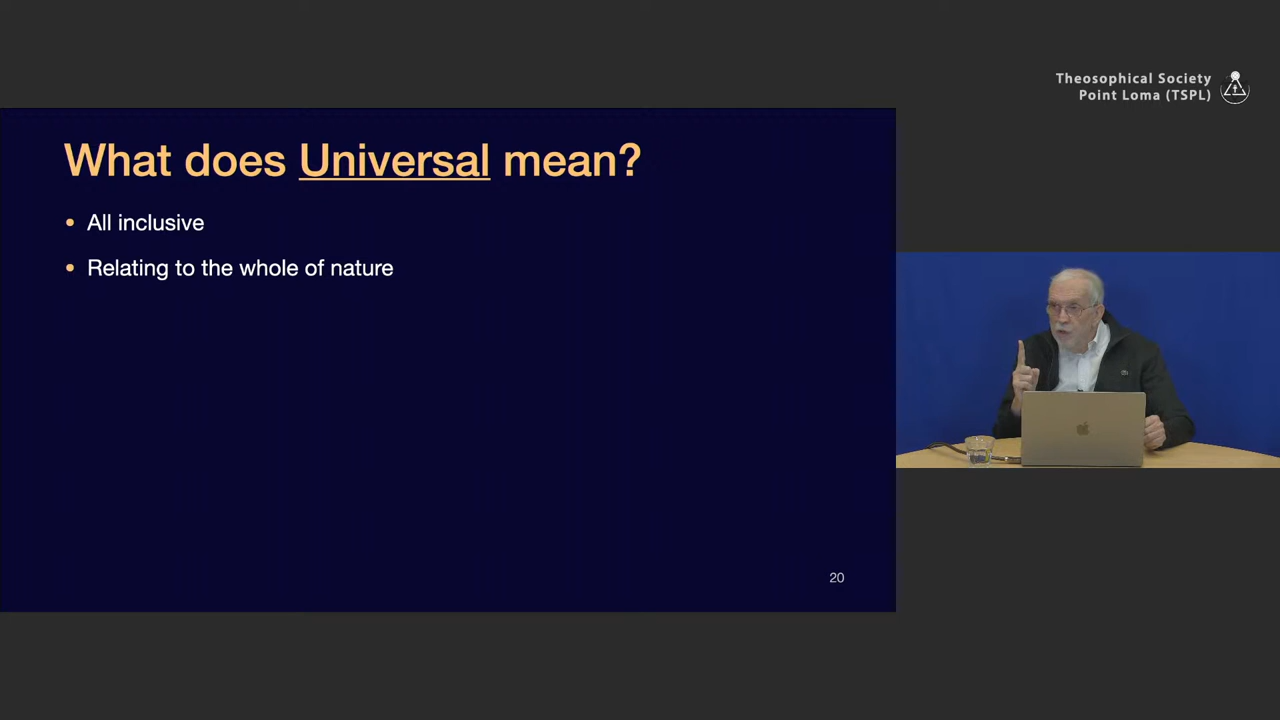 Theosophical Society
Point Loma (TSPL)
What does Universal mean?
• All inclusive
• Relating to the whole of nature
20